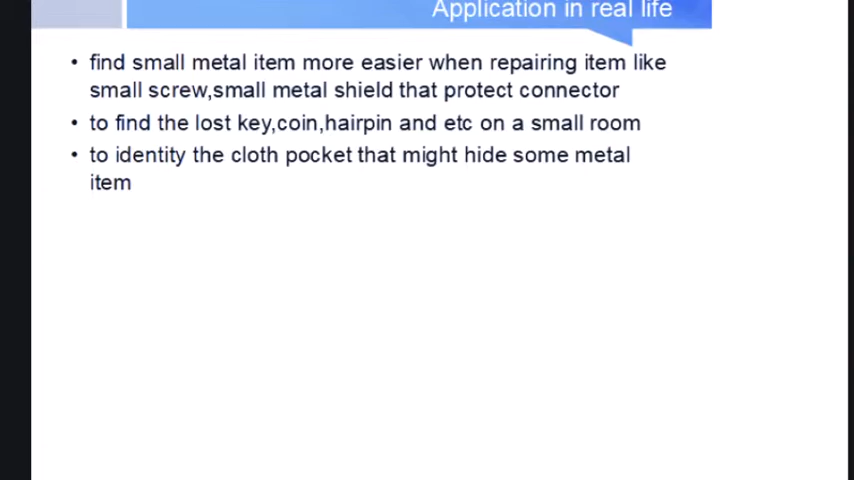 Application in real life
• find small metal item more easier when repairing item like
small screw,small metal shield that protect connector
• to find the lost key,coin,hairpin and etc on a small room
• to identity the cloth pocket that might hide some metal
item